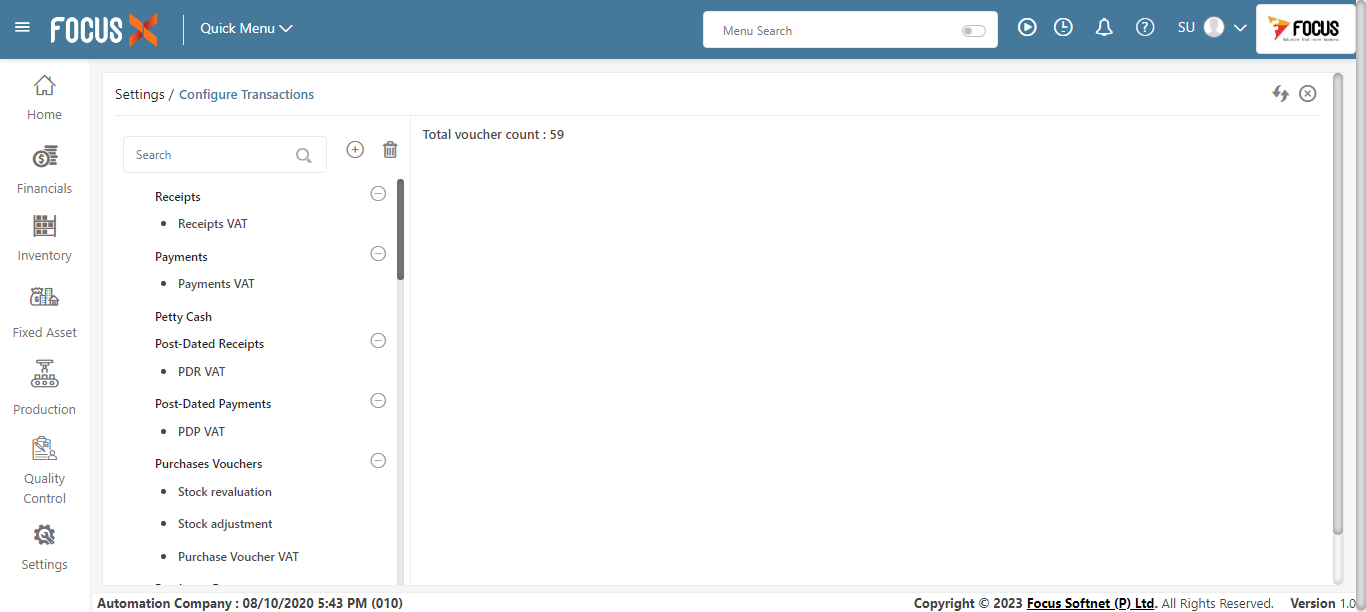 FOCUS X
Quick Menu
Menu Search
SU
FOCUS
Home
Financials
Inventory
Fixed Asset
Production
Quality
Control
Settings
Settings / Configure Transactions
Search
Receipts
Receipts VAT
Payments
Payments VAT
Petty Cash
Post-Dated Receipts
PDR VAT
Post-Dated Payments
PDP VAT
Purchases Vouchers
Stock revaluation
Stock adjustment
Purchase Voucher VAT
Total voucher count : 59
Automation Company : 08/10/2020 5:43 PM (010)
Copyright © 2023 Focus Softnet (P) Ltd. All Rights Reserved. Version 1.0